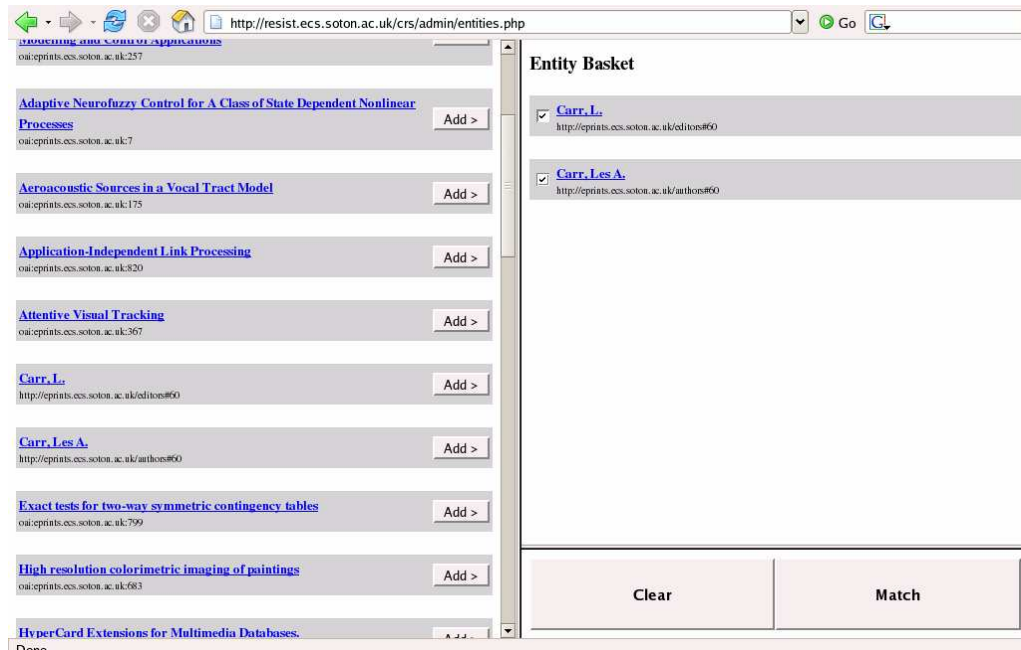 http://resist.ecs.soton.ac.uk/crs/admin/entities.php
Go
Modelling and Control Applications
oai:eprints.ecs.soton.ac.uk:257
Adaptive Neurofuzzy Control for A Class of State Dependent Nonlinear
Processes
oai:eprints.ecs.soton.ac.uk:7
Add >
Aeroacoustic Sources in a Vocal Tract Model
oai:eprints.ecs.soton.ac.uk:175
Add >
Application-Independent Link Processing
oai:eprints.ecs.soton.ac.uk:820
Add >
Attentive Visual Tracking
oai:eprints.ecs.soton.ac.uk:367
Add >
Carr, L.
http://eprints.ecs.soton.ac.uk/editors#60
Add >
Carr, Les A.
http://eprints.ecs.soton.ac.uk/authors#60
Add >
Exact tests for two-way symmetric contingency tables
oai:eprints.ecs.soton.ac.uk:799
Add >
High resolution colorimetric imaging of paintings
oai:eprints.ecs.soton.ac.uk:683
Add >
HyperCard Extensions for Multimedia Databases.
Add >
Entity Basket
Carr, L.
http://eprints.ecs.soton.ac.uk/editors#60
Carr, Les A.
http://eprints.ecs.soton.ac.uk/authors#60
Clear
Match
Done